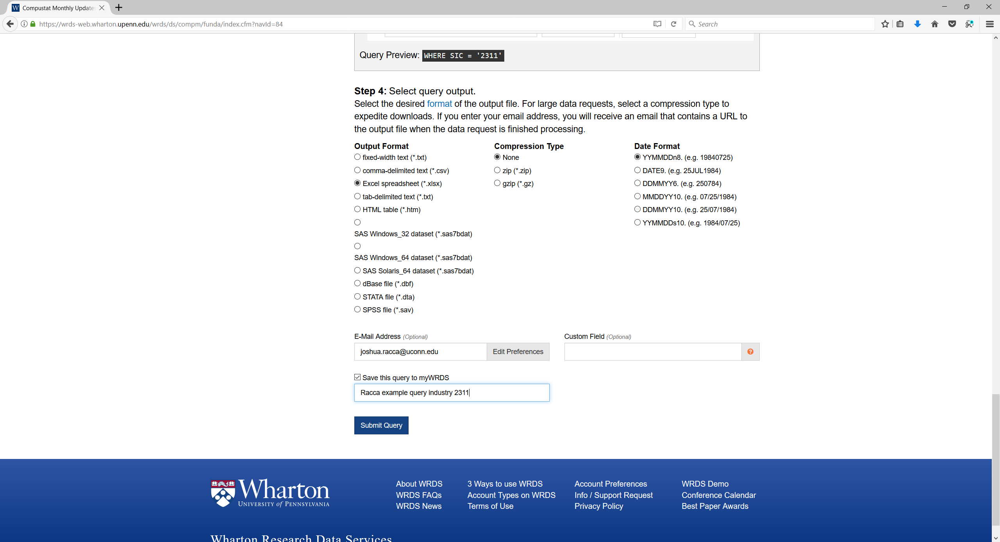 W Compustat Monthly Updates
https://wrds-web.wharton.upenn.edu/wrds/ds/compm/funda/index.cfm?navId=84
Search
Query Preview: WHERE SIC = '2311'
Step 4: Select query output.
Select the desired format of the output file. For large data requests, select a compression type to
expedite downloads. If you enter your email address, you will receive an email that contains a URL to
the output file when the data request is finished processing.
Output Format Compression Type Date Format
fixed-width text (*.txt) None YYMMDDn8. (e.g. 19840725)
comma-delimited text (*.csv) zip (*.zip) DATE9. (e.g. 25JUL1984)
Excel spreadsheet (*.xlsx) gzip (*.gz) DDMMYY6. (e.g. 250784)
tab-delimited text (*.txt) MMDDYY10. (e.g. 07/25/1984)
HTML table (*.htm) DDMMYY10. (e.g. 25/07/1984)
YYMMDDs10. (e.g. 1984/07/25)
SAS Windows_32 dataset (*.sas7bdat)
SAS Windows_64 dataset (*.sas7bdat)
SAS Solaris_64 dataset (*.sas7bdat)
dBase file (*.dbf)
STATA file (*.dta)
SPSS file (*.sav)
E-Mail Address (Optional) Custom Field (Optional)
joshua.racca@uconn.edu Edit Preferences ?
Save this query to myWRDS
Racca example query industry 2311
Submit Query
Wharton
UNIVERSITY of PENNSYLVANIA
About WRDS 3 Ways to use WRDS Account Preferences WRDS Demo
WRDS FAQs Account Types on WRDS Info / Support Request Conference Calendar
WRDS News Terms of Use Privacy Policy Best Paper Awards
Wharton Research Data Services